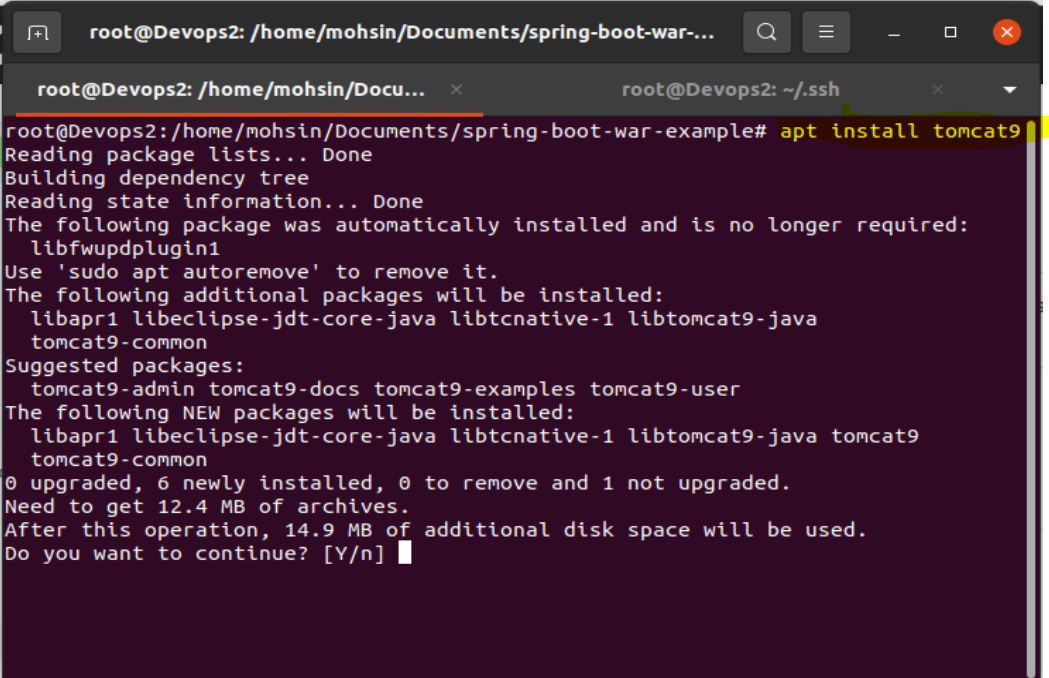 root@Devops2: /home/mohsin/Documents/spring-boot-war-...
root@Devops2: /home/mohsin/Docu...
root@Devops2: ~/.ssh
root@Devops2:/home/mohsin/Documents/spring-boot-war-example# apt install tomcat9
Reading package lists... Done
Building dependency tree
Reading state information... Done
The following package was automatically installed and is no longer required:
  libfwupdplugin1
Use 'sudo apt autoremove' to remove it.
The following additional packages will be installed:
  libapr1 libeclipse-jdt-core-java libtcnative-1 libtomcat9-java
  tomcat9-common
Suggested packages:
  tomcat9-admin tomcat9-docs tomcat9-examples tomcat9-user
The following NEW packages will be installed:
  libapr1 libeclipse-jdt-core-java libtcnative-1 libtomcat9-java tomcat9
  tomcat9-common
0 upgraded, 6 newly installed, 0 to remove and 1 not upgraded.
Need to get 12.4 MB of archives.
After this operation, 14.9 MB of additional disk space will be used.
Do you want to continue? [Y/n]